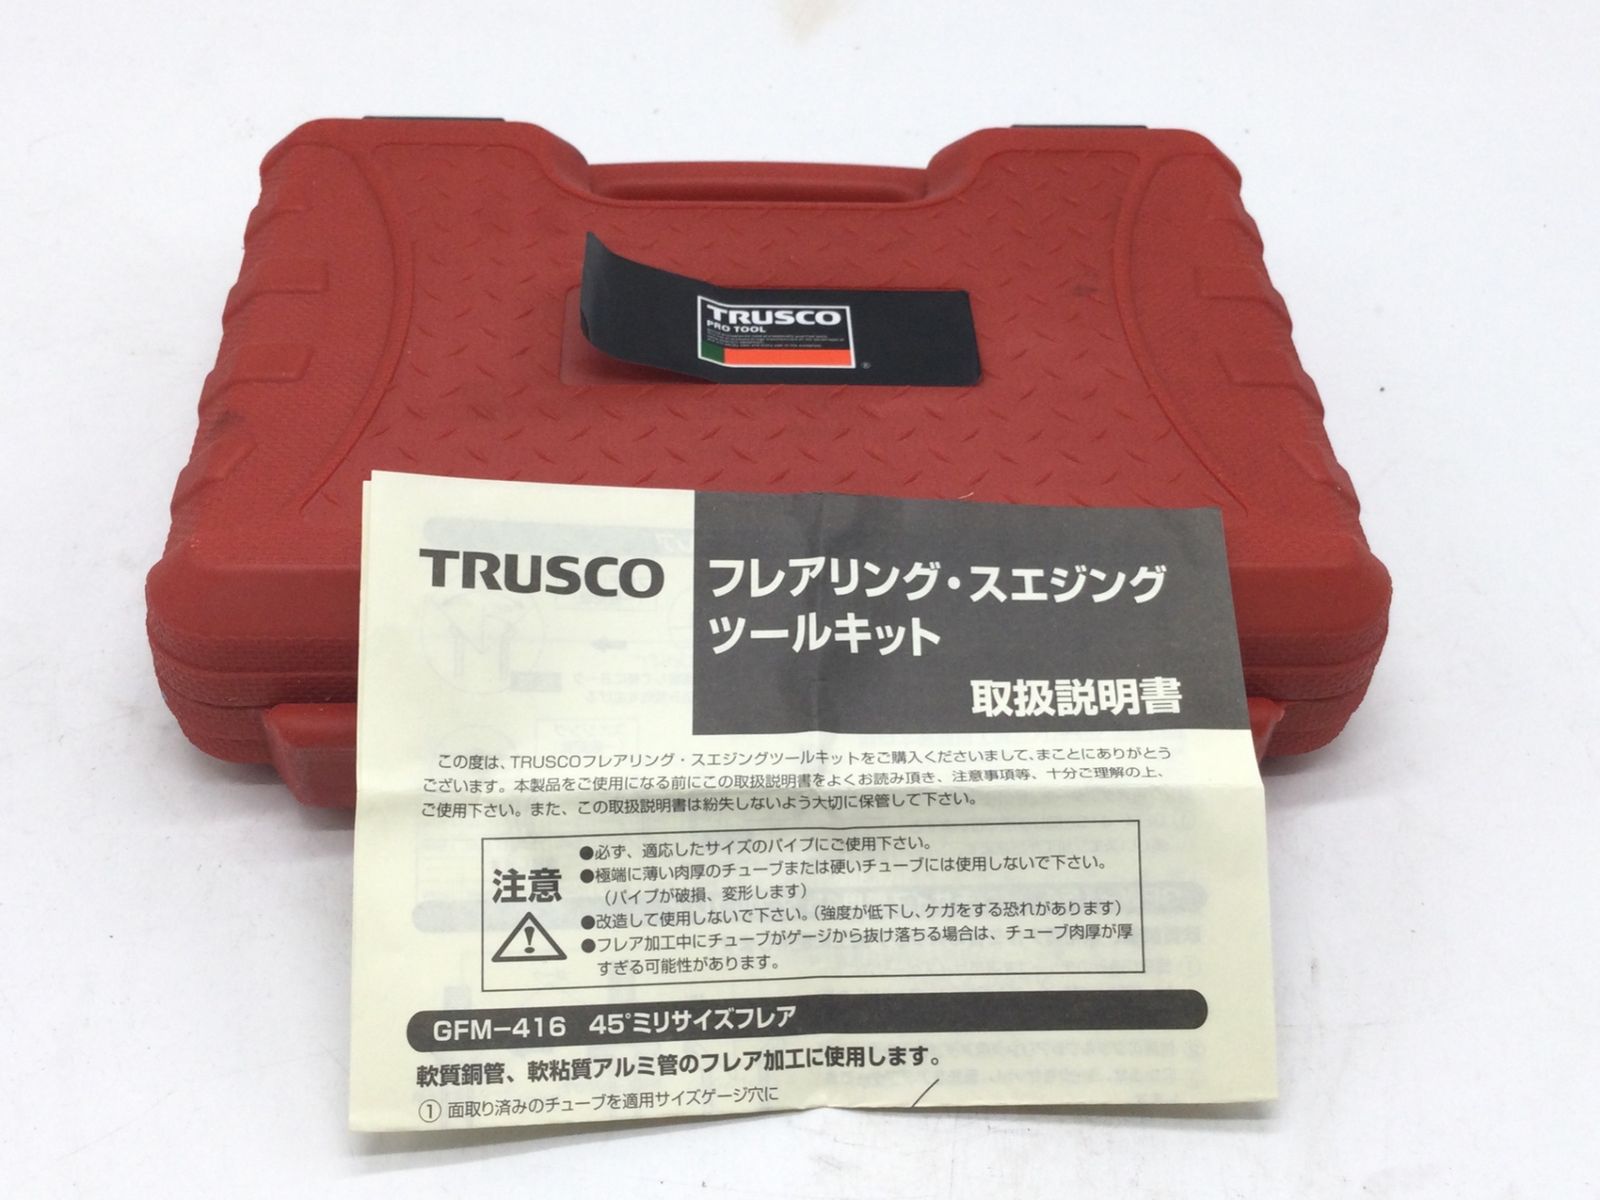 TRUSCO
PRO TOOL
®
TRUSCO
フレアリング・スエジング
ツールキット
取扱説明書
この度は、TRUSCOフレアリング・スエジングツールキットをご購入くださいまして、まことにありがとう
ございます。本製品をご使用になる前にこの取扱説明書をよくお読み頂き、注意事項等、十分ご理解の上、
ご使用下さい。また、この取扱説明書は紛失しないよう大切に保管して下さい。
注意
●必ず、適応したサイズのパイプにご使用下さい。
●極端に薄い肉厚のチューブまたは硬いチューブには使用しないで下さい。
（パイプが破損、変形します）
●改造して使用しないで下さい。（強度が低下し、ケガをする恐れがあります）
●フレア加工中にチューブがゲージから抜け落ちる場合は、チューブ肉厚が厚
すぎる可能性があります。
GFM-416 45°ミリサイズフレア
軟質銅管、軟粘質アルミ管のフレア加工に使用します。
① 面取り済みのチューブを適用サイズゲージ穴に